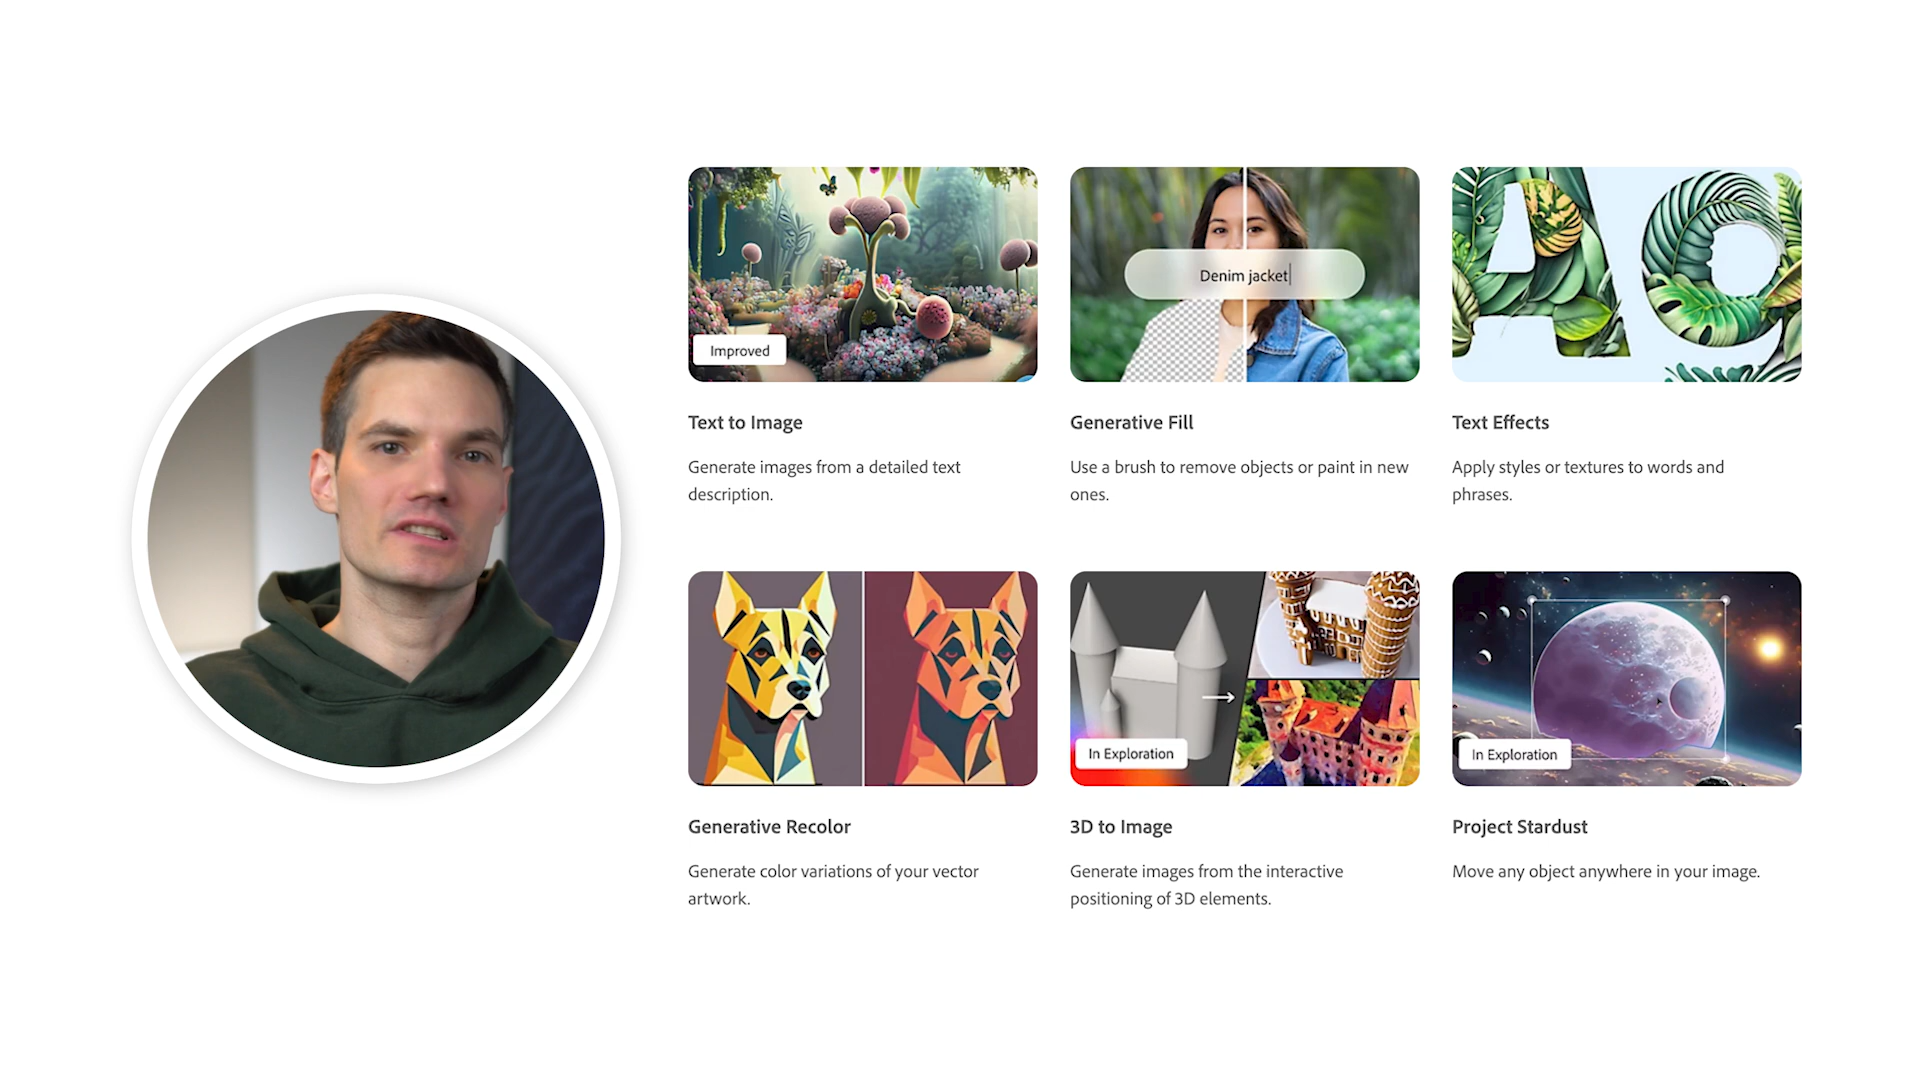 Improved
Denim jacket
Ag
Text to Image
Generate images from a detailed text
description.
Generative Fill
Use a brush to remove objects or paint in new
ones.
Text Effects
Apply styles or textures to words and
phrases.
In Exploration
In Exploration
Generative Recolor
Generate color variations of your vector
artwork.
3D to Image
Generate images from the interactive
positioning of 3D elements.
Project Stardust
Move any object anywhere in your image.